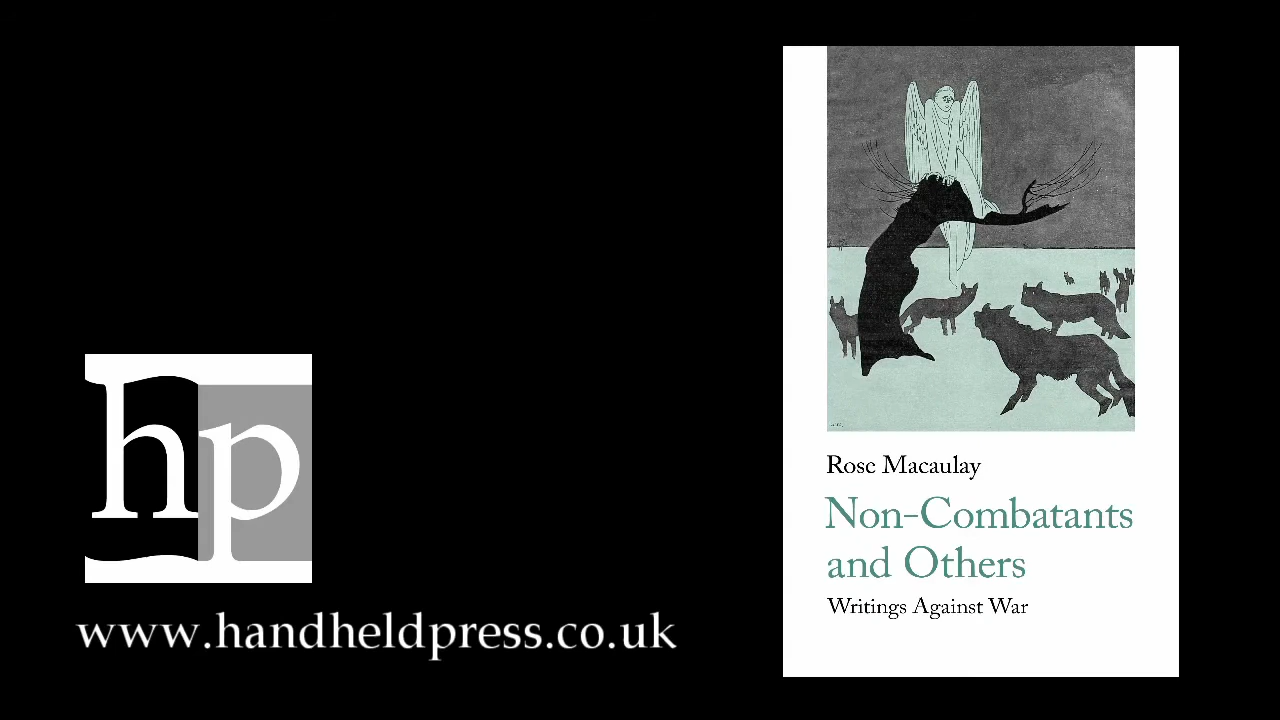 hp
www.handheldpress.co.uk
Rose Macaulay
Non-Combatants
and Others
Writings Against War